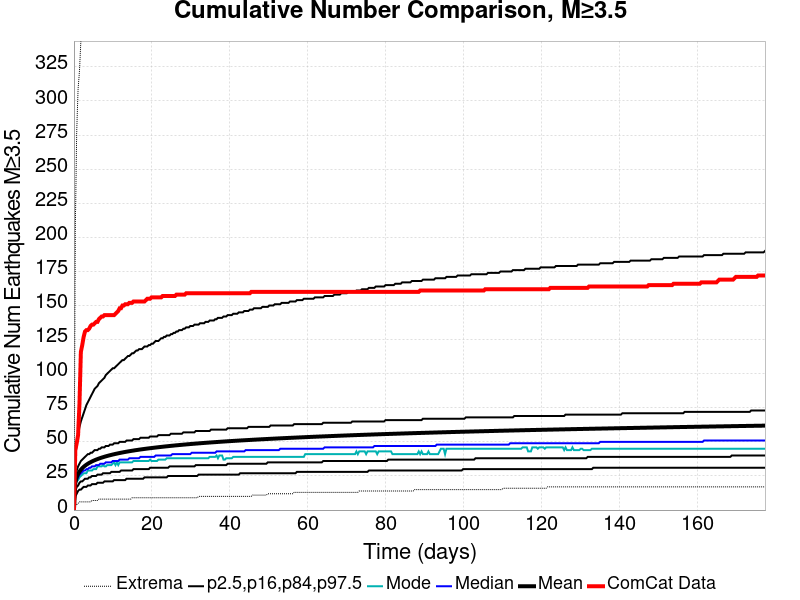 Cumulative Number Comparison, M≥3.5
Cumulative Num Earthquakes M≥3.5
325
300
275
250
225
200
175
150
125
100
75
50
25
0
0 20 40 60 80 100 120 140 160
Time (days)
Extrema p2.5,p16,p84,p97.5 Mode Median Mean ComCat Data